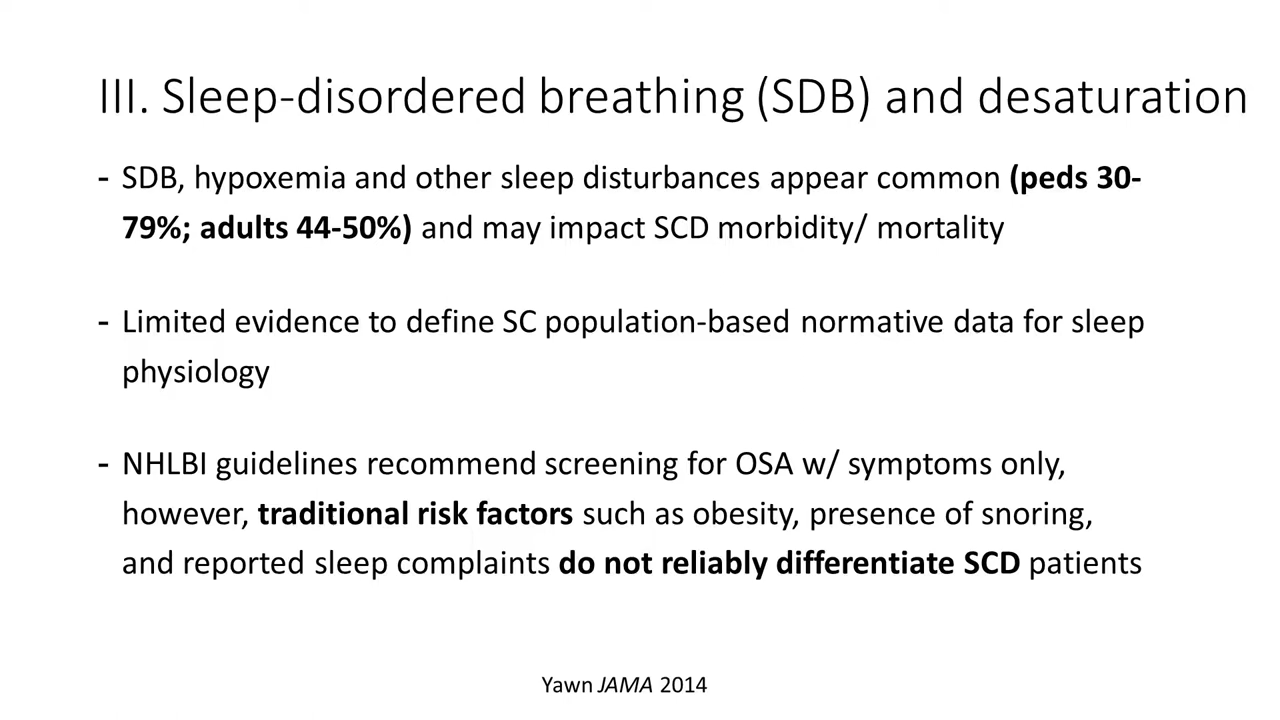 III. Sleep-disordered breathing (SDB) and desaturation
- SDB, hypoxemia and other sleep disturbances appear common (peds 30-
79%; adults 44-50%) and may impact SCD morbidity/ mortality
- Limited evidence to define SC population-based normative data for sleep
physiology
- NHLBI guidelines recommend screening for OSA w/ symptoms only,
however, traditional risk factors such as obesity, presence of snoring,
and reported sleep complaints do not reliably differentiate SCD patients
Yawn JAMA 2014